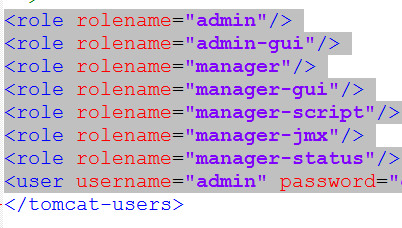 <role rolename="admin"/>
<role rolename="admin-gui"/>
<role rolename="manager"/>
<role rolename="manager-gui"/>
<role rolename="manager-script"/>
<role rolename="manager-jmx"/>
<role rolename="manager-status"/>
<user username="admin" password="
</tomcat-users>